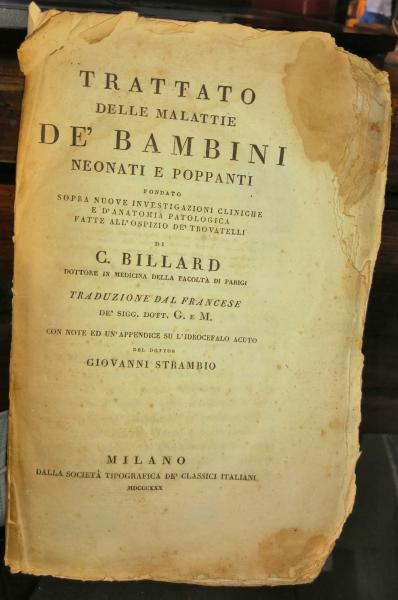 TRATTATO
DELLE MALATTIE
DE' BAMBINI
NEONATI E POPPANTI
FONDATO
SOPRA NUOVE INVESTIGAZIONI CLINICHE
E D'ANATOMIA PATOLOGICA
FATTE ALL'OSPIZIO DE' TROVATELLI
DI
C. BILLARD
DOTTORE IN MEDICINA DELLA FACOLTÀ DI PARIGI
TRADUZIONE DAL FRANCESE
DE' SIGG. DOTT. G. E M.
CON NOTE ED UN'APPENDICE SU L'IDROCEFALO ACUTO
DEL DOTTOR
GIOVANNI STRAMBIO
MILANO
DALLA SOCIETÀ TIPOGRAFICA DE' CLASSICI ITALIANI
MDCCCXXX